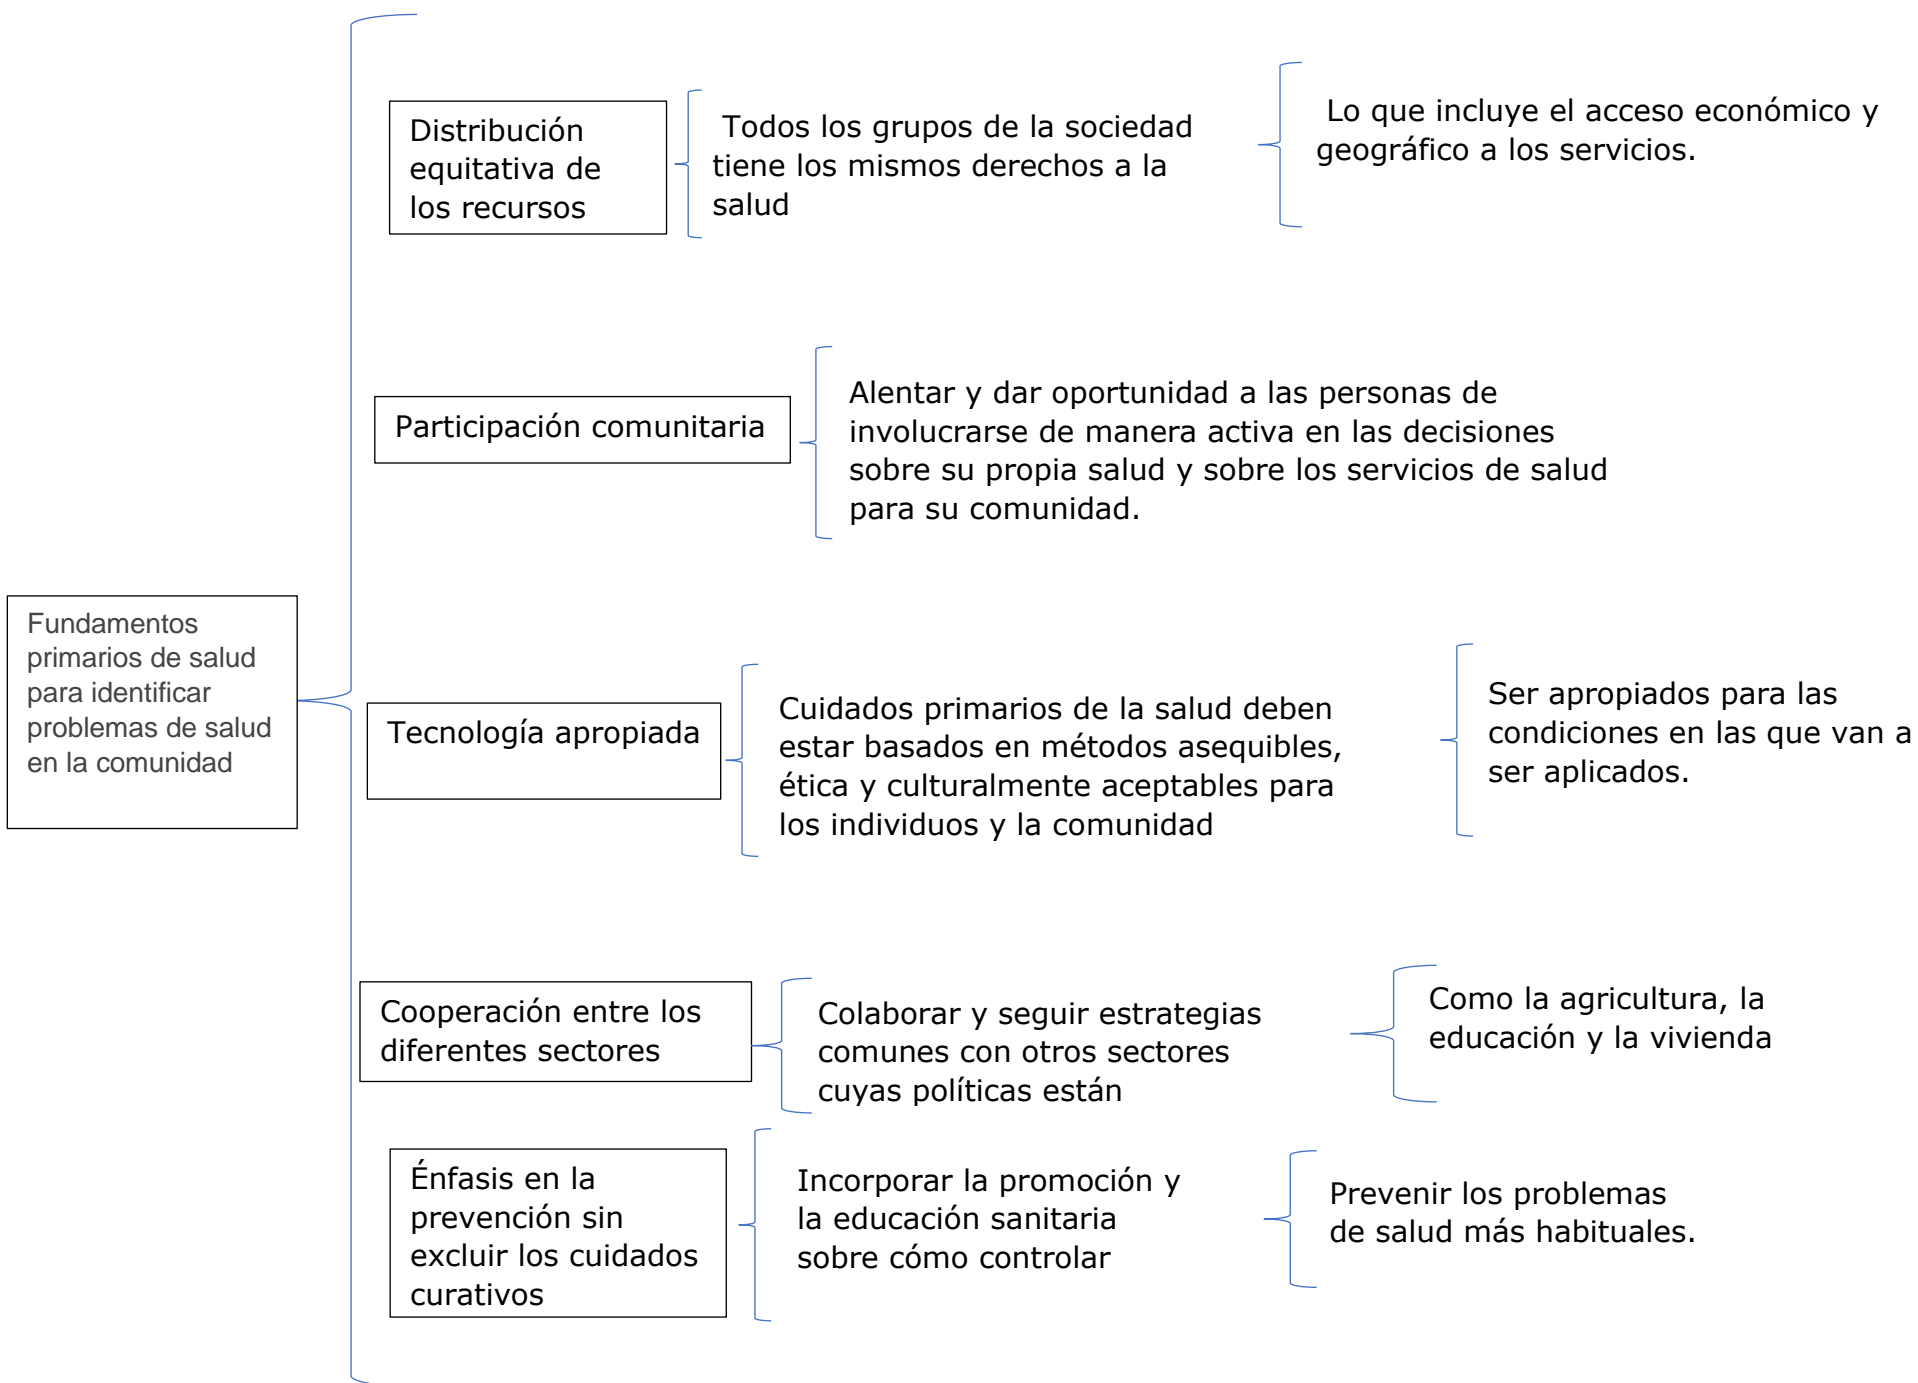 Fundamentos
primarios de salud
para identificar
problemas de salud
en la comunidad
Distribución
equitativa de
los recursos
Todos los grupos de la sociedad
tiene los mismos derechos a la
salud
Lo que incluye el acceso económico y
geográfico a los servicios.
Participación comunitaria
Alentar y dar oportunidad a las personas de
involucrarse de manera activa en las decisiones
sobre su propia salud y sobre los servicios de salud
para su comunidad.
Tecnología apropiada
Cuidados primarios de la salud deben
estar basados en métodos asequibles,
ética y culturalmente aceptables para
los individuos y la comunidad
Ser apropiados para las
condiciones en las que van a
ser aplicados.
Cooperación entre los
diferentes sectores
Colaborar y seguir estrategias
comunes con otros sectores
cuyas políticas están
Como la agricultura, la
educación y la vivienda
Énfasis en la
prevención sin
excluir los cuidados
curativos
Incorporar la promoción y
la educación sanitaria
sobre cómo controlar
Prevenir los problemas
de salud más habituales.